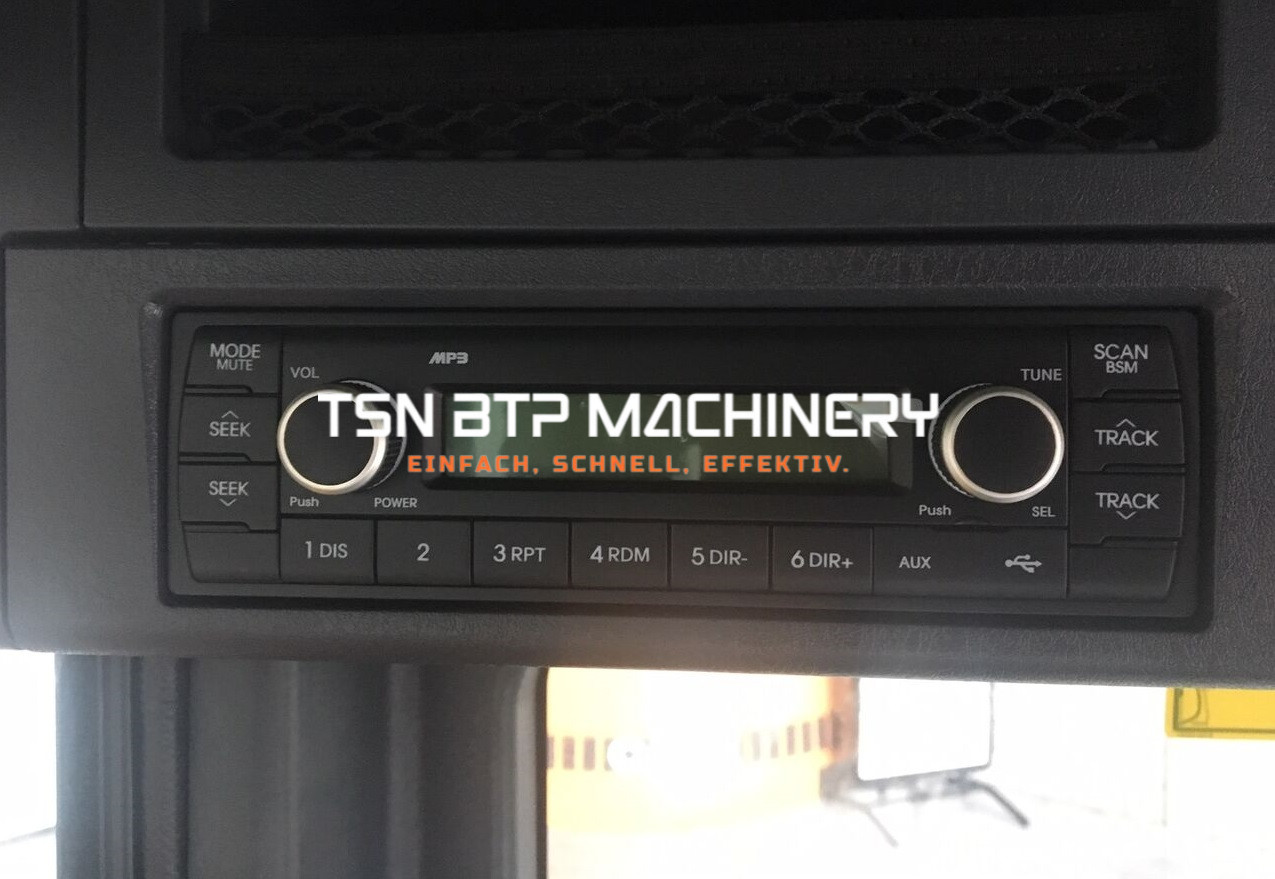 MODE
MUTE
VOL
MP3
TUNE
SCAN
BSM
SEEK
TSN BTP MACHINERY
TRACK
EINFACH, SCHNELL, EFFEKTIV.
SEEK
Push
POWER
Push
SEL
TRACK
1 DIS
2
3 RPT
4 RDM
5 DIR-
6 DIR+
AUX